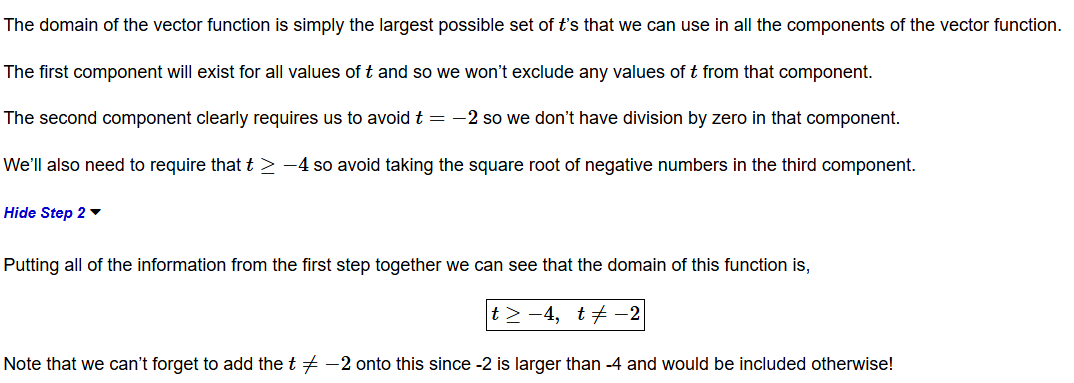 The domain of the vector function is simply the largest possible set of t's that we can use in all the components of the vector function.
The first component will exist for all values of t and so we won't exclude any values of t from that component.
The second component clearly requires us to avoid t = −2 so we don't have division by zero in that component.
We'll also need to require that t ≥ −4 so avoid taking the square root of negative numbers in the third component.
Hide Step 2 ▾
Putting all of the information from the first step together we can see that the domain of this function is,
t ≥ −4, t ≠ −2
Note that we can't forget to add the t ≠ −2 onto this since -2 is larger than -4 and would be included otherwise!